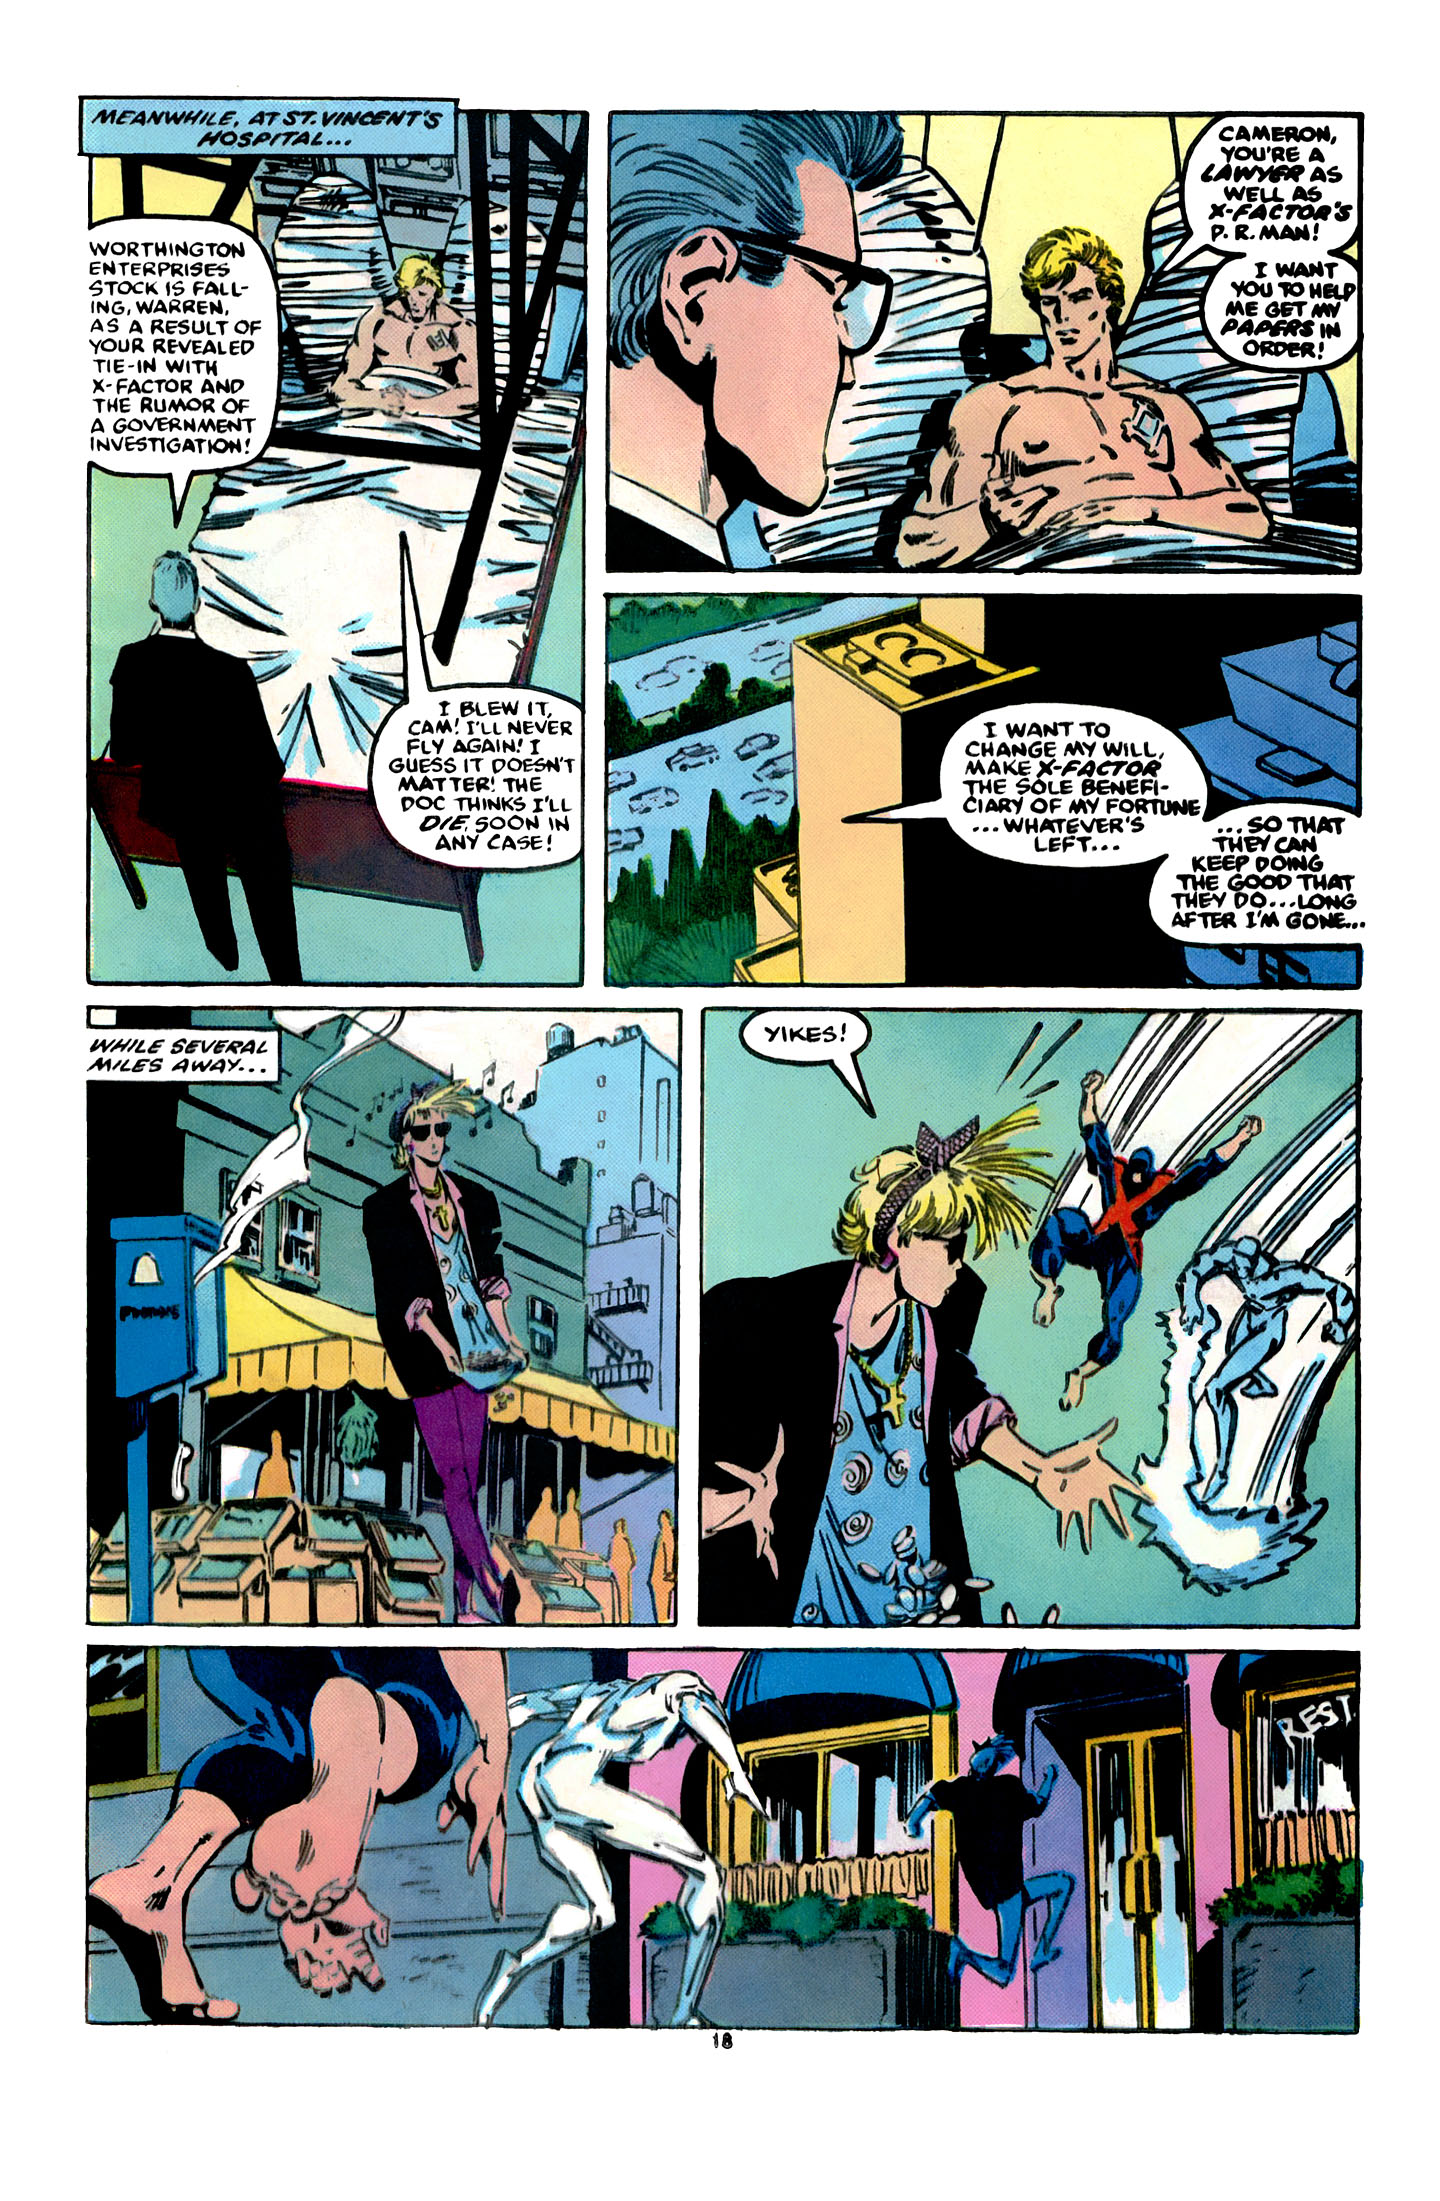 MEANWHILE, AT ST. VINCENT'S
HOSPITAL...
WORTHINGTON
ENTERPRISES
STOCK IS FALL-
ING, WARREN,
AS A RESULT OF
YOUR REVEALED
TIE-IN WITH
X-FACTOR AND
THE RUMOR OF
A GOVERNMENT
INVESTIGATION!
I BLEW IT,
CAM! I'LL NEVER
FLY AGAIN! I
GUESS IT DOESN'T
MATTER! THE
DOC THINKS I'LL
DIE, SOON IN
ANY CASE!
CAMERON,
YOU'RE A
LAWYER AS
WELL AS
X-FACTOR'S
P.R. MAN!
I WANT
YOU TO HELP
ME GET MY
PAPERS IN
ORDER!
I WANT TO
CHANGE MY WILL,
MAKE X-FACTOR
THE SOLE BENEFI-
CIARY OF MY FORTUNE
...WHATEVER'S
LEFT...
...SO THAT
THEY CAN
KEEP DOING
THE GOOD THAT
THEY DO...LONG
AFTER I'M GONE...
WHILE SEVERAL
MILES AWAY...
YIKES!
REST
18